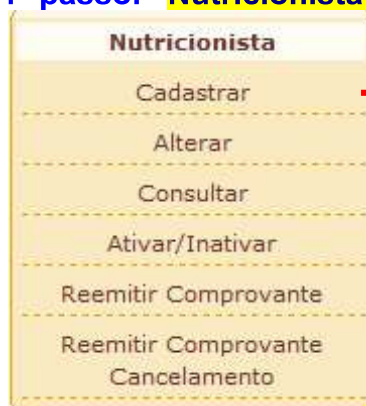 passo: Nutricionista
Nutricionista
Cadastrar
Alterar
Consultar
Ativar/Inativar
Reemitir Comprovante
Reemitir Comprovante
Cancelamento